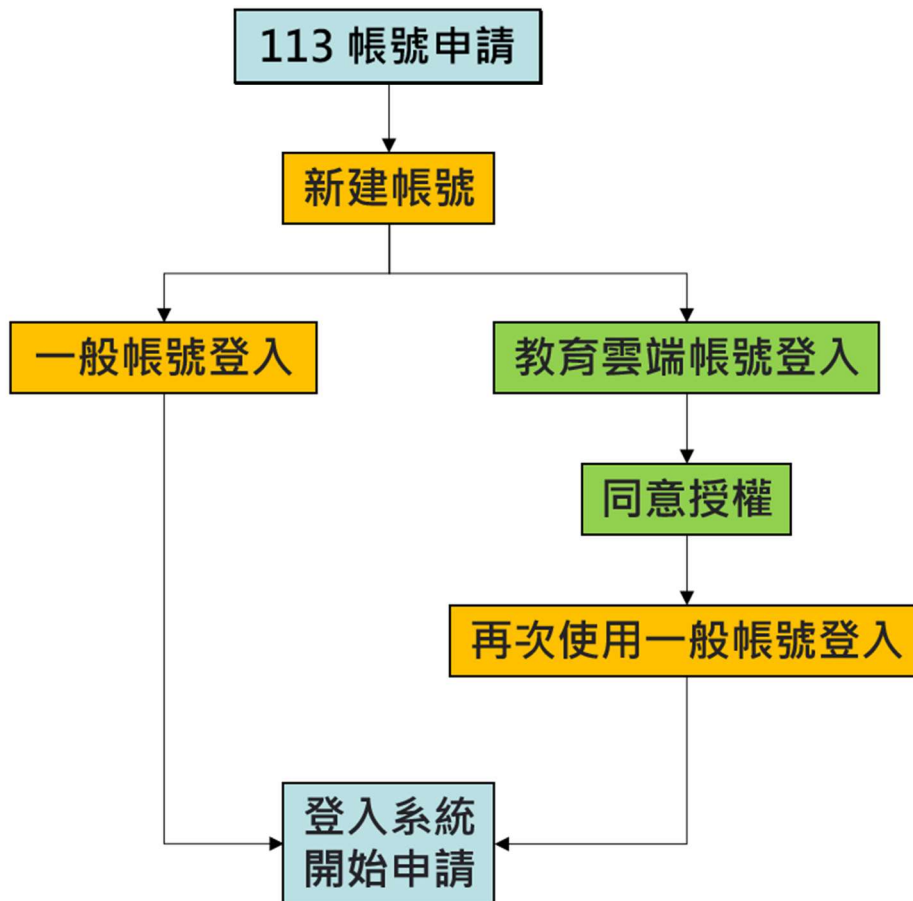 113 帳號申請
新建帳號
一般帳號登入
教育雲端帳號登入
同意授權
再次使用一般帳號登入
登入系統
開始申請